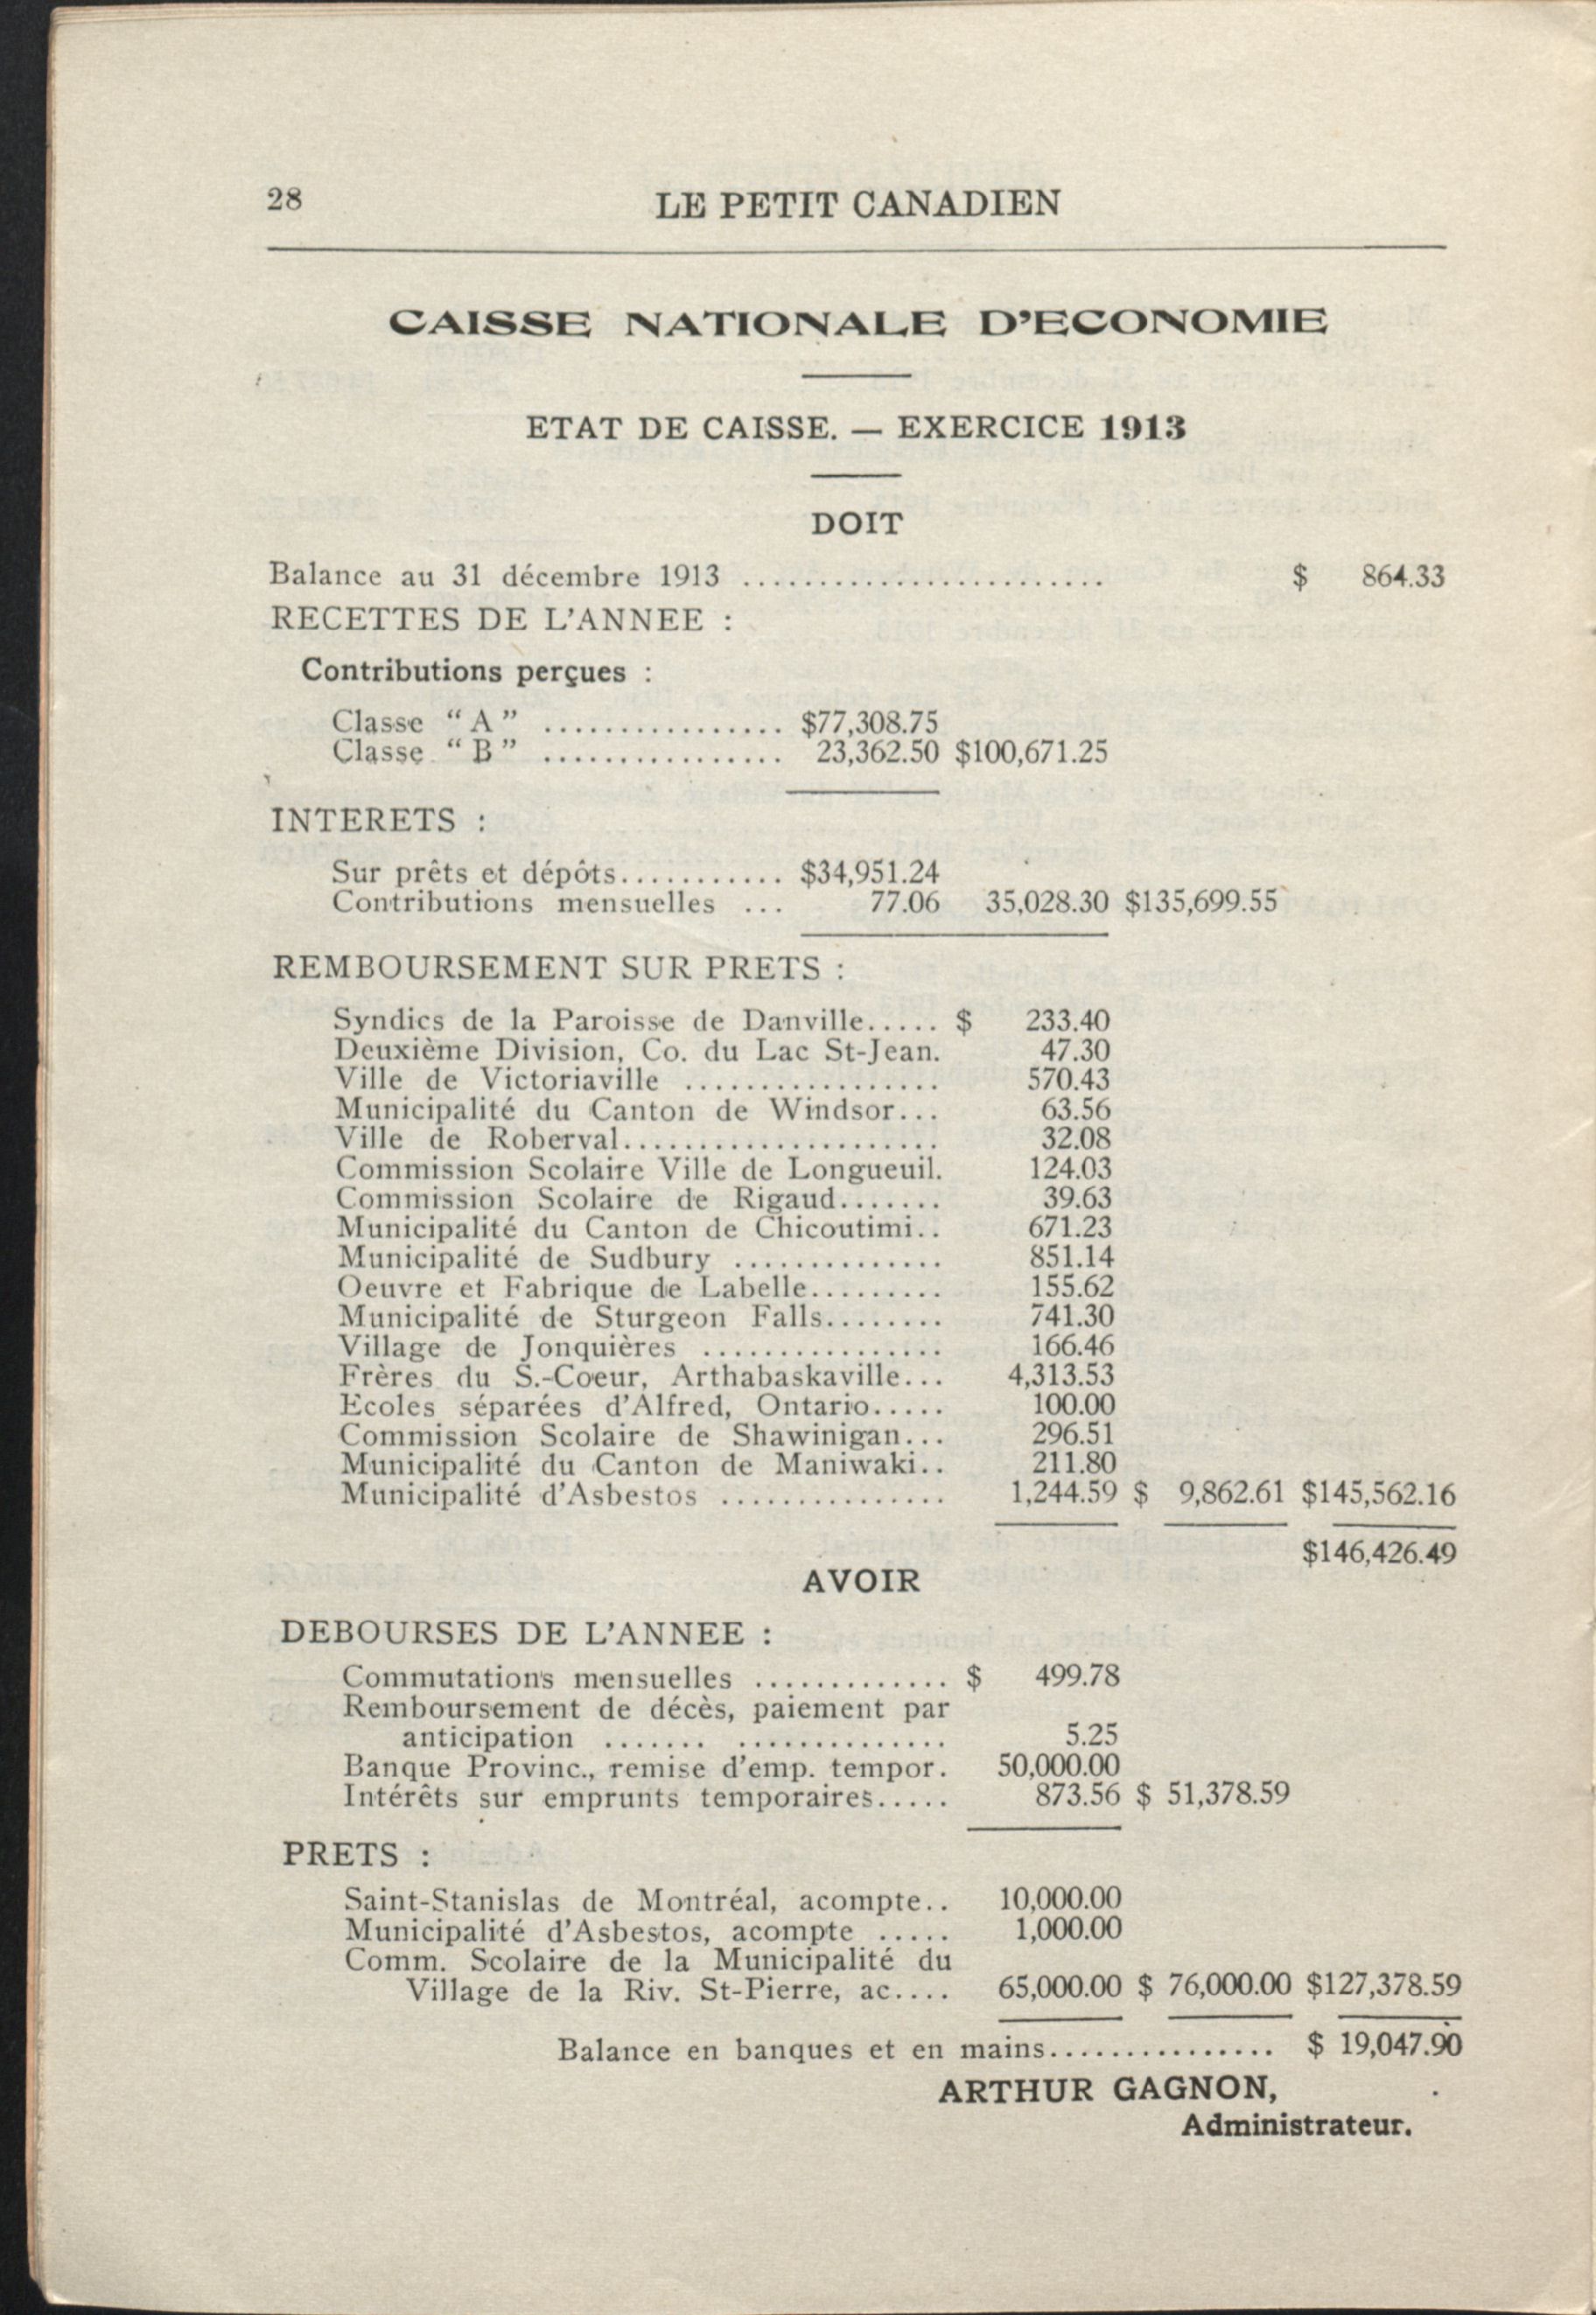 28 LE PETIT CANADIEN
CAISSE NATIONALE D'ECONOMIE
ETAT DE CAISSE. — EXERCICE 1913
DOIT
Balance au 31 décembre 1913 ........................ $ 864.33
RECETTES DE L'ANNEE :
Contributions perçues :
Classe “A” ................ $77,308.75
Classe “B” ................ 23,362.50 $100,671.25
INTERETS :
Sur prêts et dépôts........... $34,951.24
Contributions mensuelles ... 77.06 35,028.30 $135,699.55
REMBOURSEMENT SUR PRETS :
Syndics de la Paroisse de Danville..... $ 233.40
Deuxième Division, Co. du Lac St-Jean. 47.30
Ville de Victoriaville ................. 570.43
Municipalité du Canton de Windsor... 63.56
Ville de Roberval..................... 32.08
Commission Scolaire Ville de Longueuil. 124.03
Commission Scolaire de Rigaud....... 39.63
Municipalité du Canton de Chicoutimi.. 671.23
Municipalité de Sudbury .............. 851.14
Oeuvre et Fabrique de Labelle......... 155.62
Municipalité de Sturgeon Falls........ 741.30
Village de Jonquières ................ 166.46
Frères du S.-Coeur, Arthabaskaville... 4,313.53
Ecoles séparées d'Alfred, Ontario..... 100.00
Commission Scolaire de Shawinigan... 296.51
Municipalité du Canton de Maniwaki.. 211.80
Municipalité d'Asbestos ............... 1,244.59 $ 9,862.61 $145,562.16
$146,426.49
AVOIR
DEBOURSES DE L'ANNEE :
Commutations mensuelles ............. $ 499.78
Remboursement de décès, paiement par
anticipation ....... .............. 5.25
Banque Provinc., remise d'emp. tempor. 50,000.00
Intérêts sur emprunts temporaires..... 873.56 $ 51,378.59
PRETS :
Saint-Stanislas de Montréal, acompte.. 10,000.00
Municipalité d'Asbestos, acompte ..... 1,000.00
Comm. Scolaire de la Municipalité du
Village de la Riv. St-Pierre, ac.... 65,000.00 $ 76,000.00 $127,378.59
Balance en banques et en mains............... $ 19,047.90
ARTHUR GAGNON,
Administrateur.